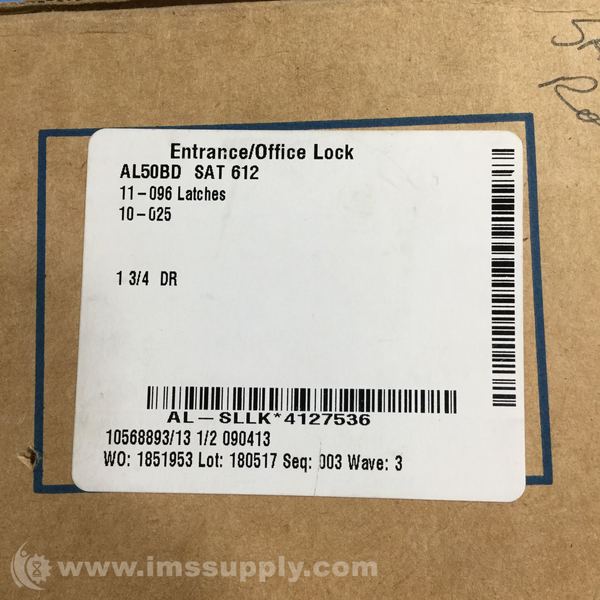 Entrance/Office Lock
AL50BD SAT 612
11-096 Latches
10-025
1 3/4 DR
AL-SLLK*4127536
10568893/13 1/2 090413
WO: 1851953 Lot: 180517 Seq: 003 Wave: 3
www.imssupply.com